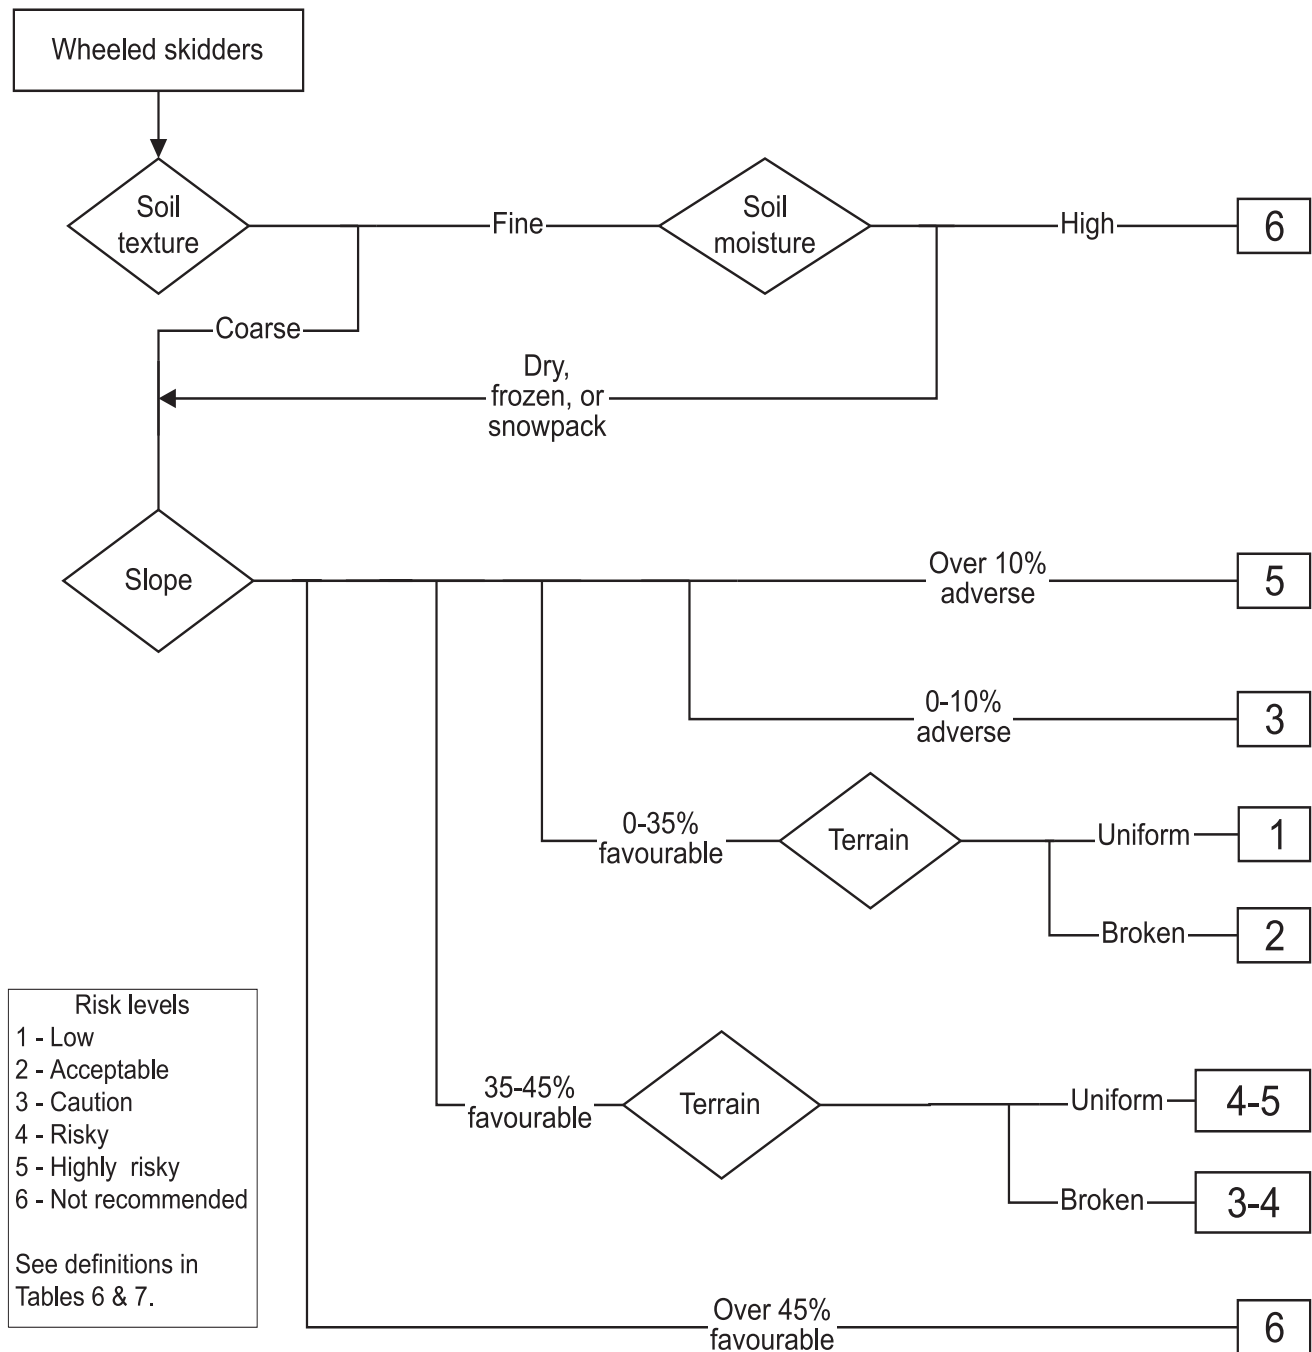 Wheeled skidders
Soil
texture
Fine
Soil
moisture
High
6
Coarse
Dry,
frozen, or
snowpack
Slope
Over 10%
adverse
5
0-10%
adverse
3
0-35%
favourable
Terrain
Uniform
1
Broken
2
Risk levels
1 - Low
2 - Acceptable
3 - Caution
4 - Risky
5 - Highly risky
6 - Not recommended
See definitions in
Tables 6 & 7.
35-45%
favourable
Terrain
Uniform
4-5
Broken
3-4
Over 45%
favourable
6